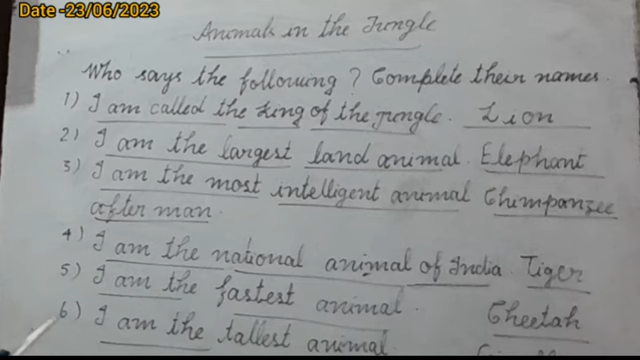 Date -23/06/2023
Animals in the Jungle
Who says the following? Complete their names.
1) I am called the king of the jungle. Lion
2) I am the largest land animal. Elephant
3) I am the most intelligent animal Chimpanzee
after man.
4) I am the national animal of India. Tiger
5) I am the fastest animal. Cheetah
6) I am the tallest animal.